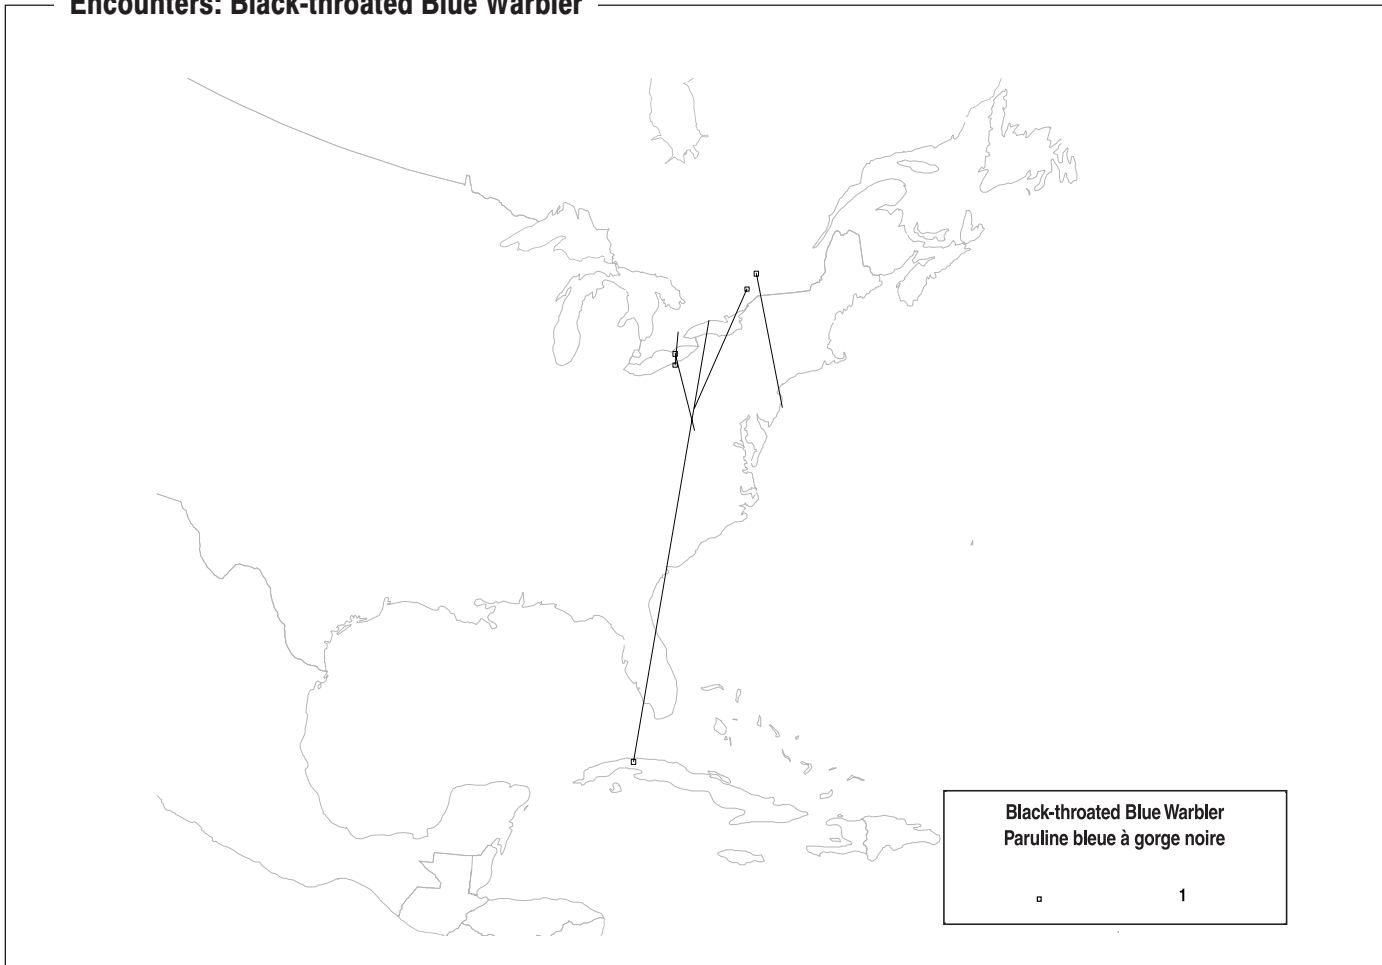 Encounters: Black-throated Blue Warbler
Black-throated Blue Warbler
Paruline bleue à gorge noire
1